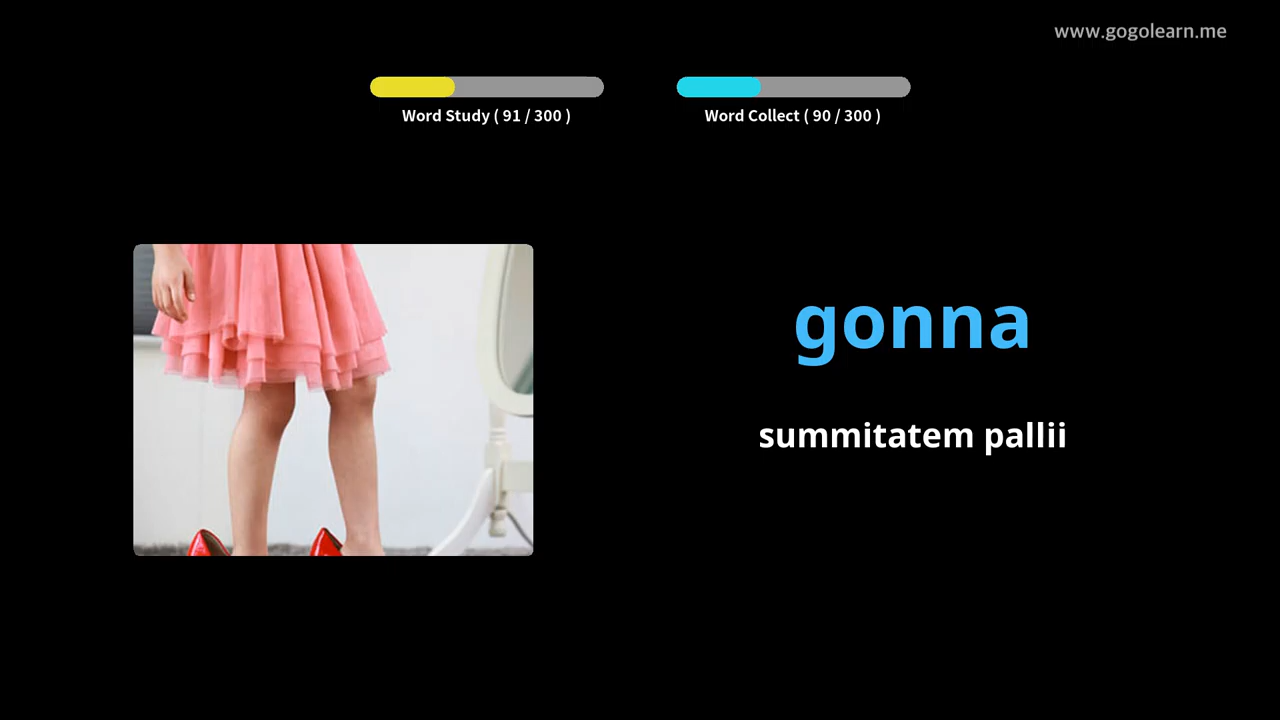 www.gogolearn.me
Word Study ( 91 / 300 )
Word Collect ( 90 / 300 )
gonna
summitatem pallii